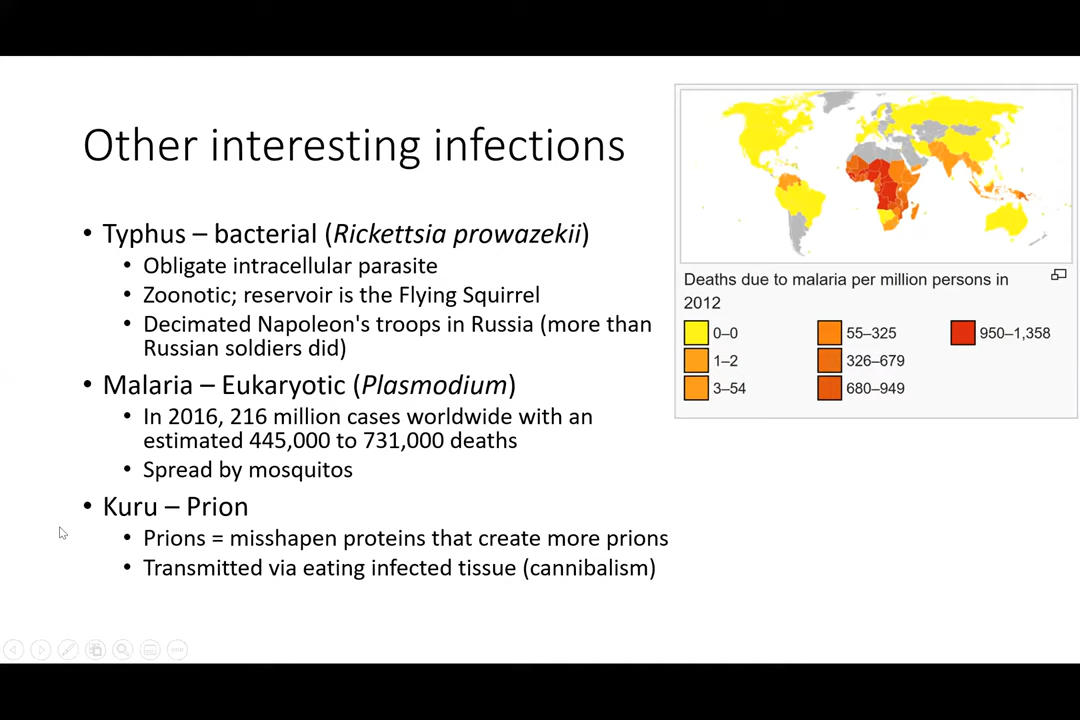 Other interesting infections
• Typhus – bacterial (Rickettsia prowazekii)
• Obligate intracellular parasite
• Zoonotic; reservoir is the Flying Squirrel
• Decimated Napoleon's troops in Russia (more than
Russian soldiers did)
• Malaria – Eukaryotic (Plasmodium)
• In 2016, 216 million cases worldwide with an
estimated 445,000 to 731,000 deaths
• Spread by mosquitos
• Kuru – Prion
• Prions = misshapen proteins that create more prions
• Transmitted via eating infected tissue (cannibalism)
Deaths due to malaria per million persons in
2012
0–0
1–2
3–54
55–325
326–679
680–949
950–1,358